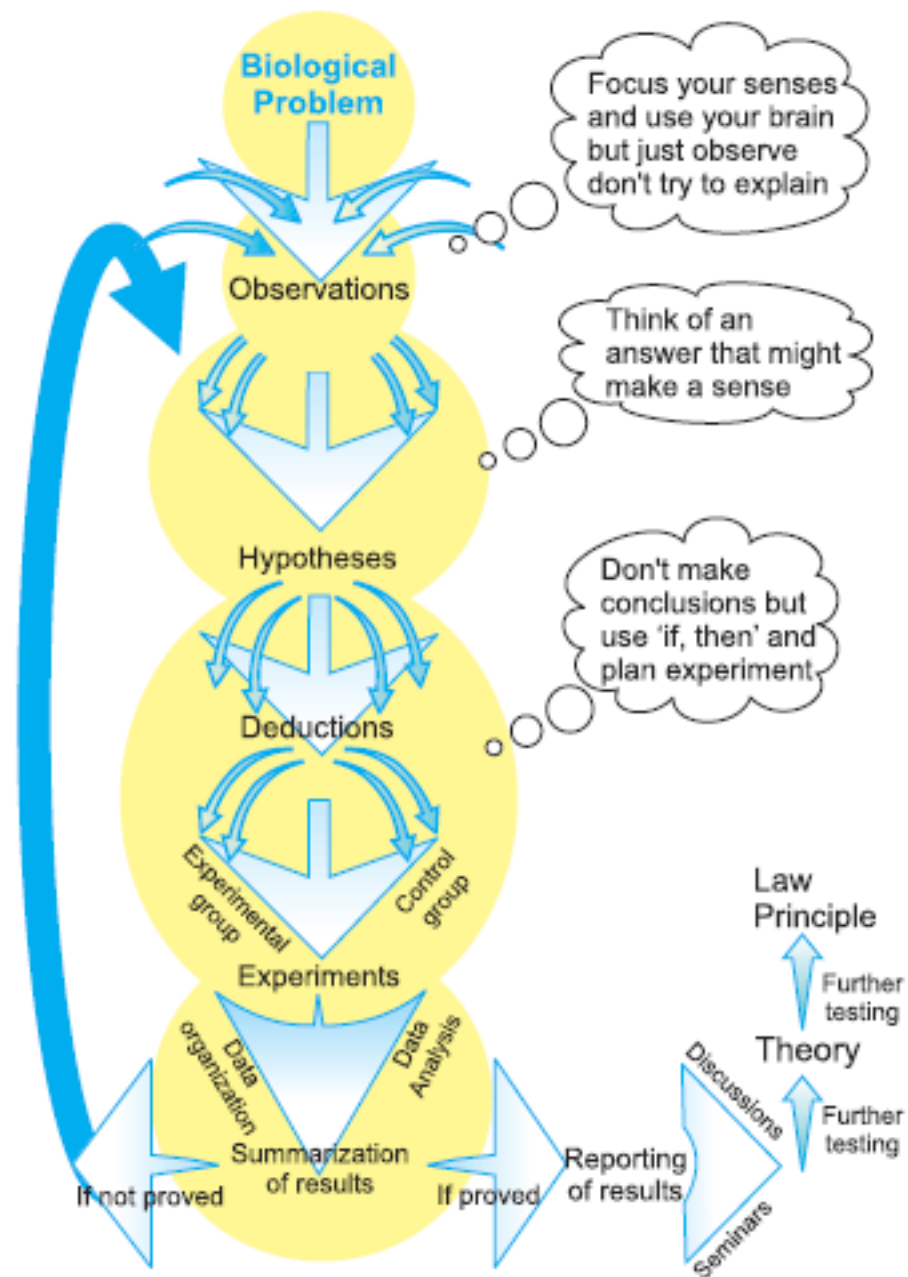 Biological
Problem
Focus your senses
and use your brain
but just observe
don't try to explain
Observations
Think of an
answer that might
make a sense
Hypotheses
Don't make
conclusions but
use 'if, then' and
plan experiment
Deductions
Experimental
group
Control
group
Experiments
Data
organization
Data
Analysis
Summarization
of results
If not proved
If proved
Reporting
of results
Discussions
Seminars
Law
Principle
Further
testing
Theory
Further
testing